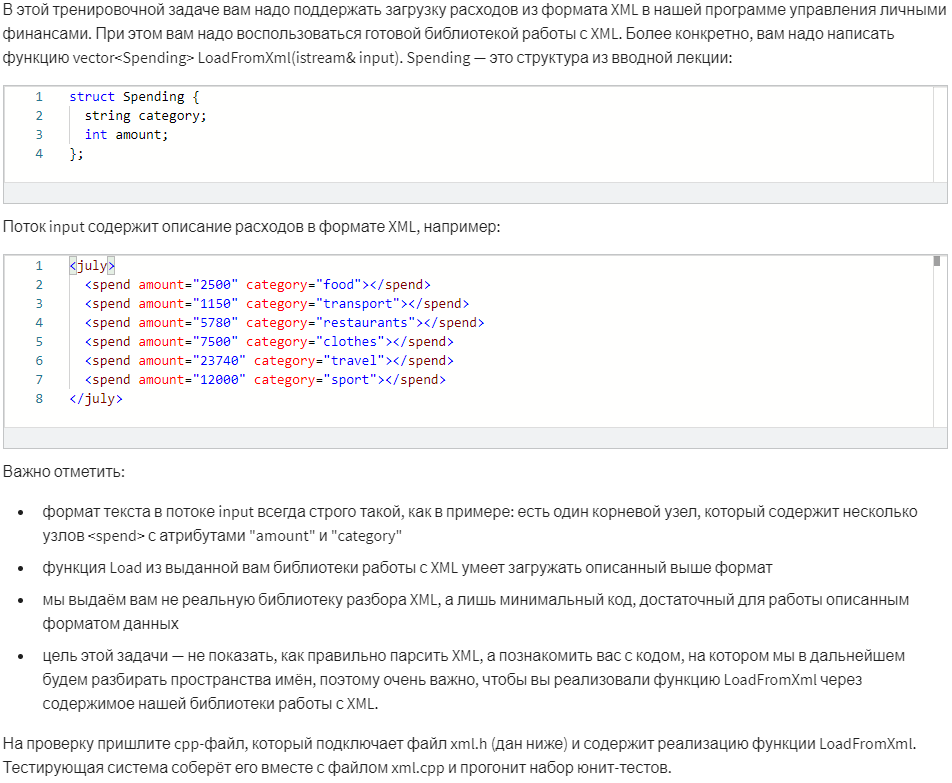 В этой тренировочной задаче вам надо поддержать загрузку расходов из формата XML в нашей программе управления личными
финансами. При этом вам надо воспользоваться готовой библиотекой работы с XML. Более конкретно, вам надо написать
функцию vector<Spending> LoadFromXml(istream& input). Spending — это структура из вводной лекции:
1 struct Spending {
2 string category;
3 int amount;
4 };
Поток input содержит описание расходов в формате XML, например:
1 <july>
2 <spend amount="2500" category="food"></spend>
3 <spend amount="1150" category="transport"></spend>
4 <spend amount="5780" category="restaurants"></spend>
5 <spend amount="7500" category="clothes"></spend>
6 <spend amount="23740" category="travel"></spend>
7 <spend amount="12000" category="sport"></spend>
8 </july>
Важно отметить:
• формат текста в потоке input всегда строго такой, как в примере: есть один корневой узел, который содержит несколько
узлов <spend> с атрибутами "amount" и "category"
• функция Load из выданной вам библиотеки работы с XML умеет загружать описанный выше формат
• мы выдаём вам не реальную библиотеку разбора XML, а лишь минимальный код, достаточный для работы описанным
форматом данных
• цель этой задачи — не показать, как правильно парсить XML, а познакомить вас с кодом, на котором мы в дальнейшем
будем разбирать пространства имён, поэтому очень важно, чтобы вы реализовали функцию LoadFromXml через
содержимое нашей библиотеки работы с XML.
На проверку пришлите cpp-файл, который подключает файл xml.h (дан ниже) и содержит реализацию функции LoadFromXml.
Тестирующая система соберёт его вместе с файлом xml.cpp и прогонит набор юнит-тестов.